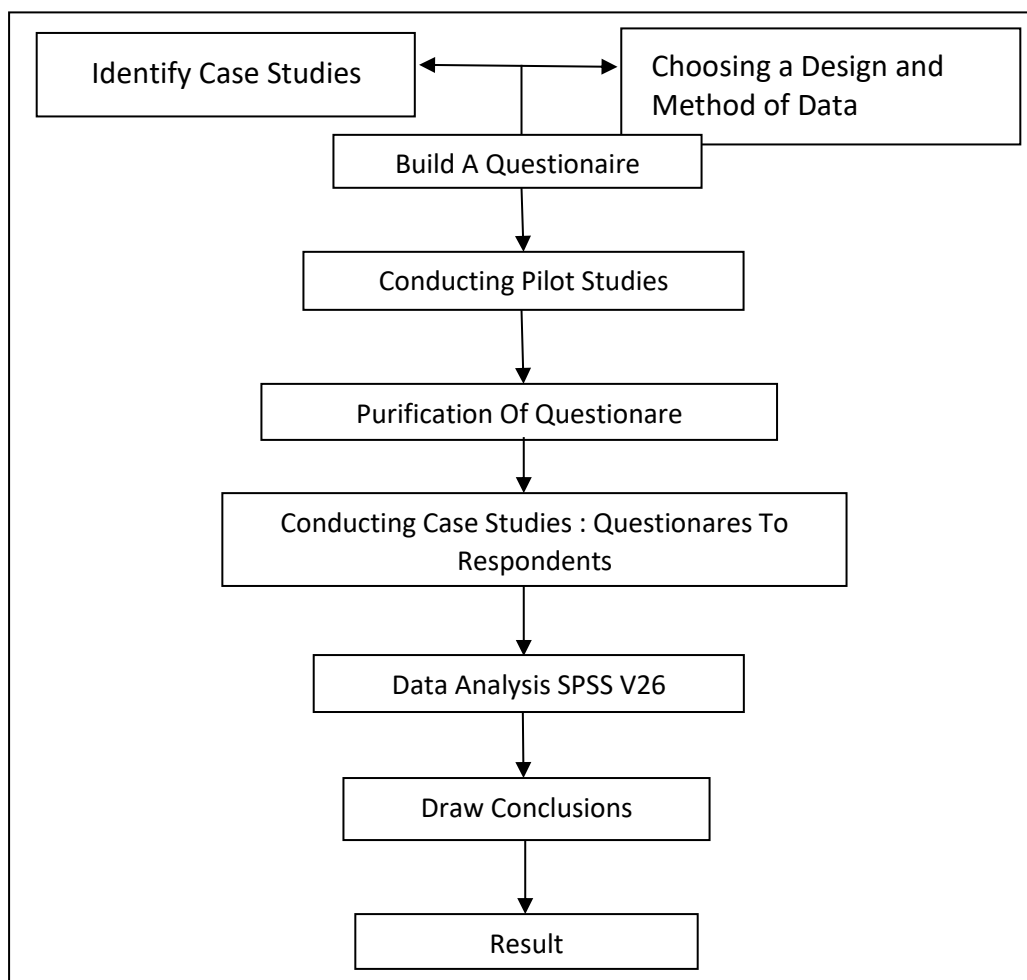 Identify Case Studies
Choosing a Design and
Method of Data
Build A Questionaire
Conducting Pilot Studies
Purification Of Questionare
Conducting Case Studies : Questionares To
Respondents
Data Analysis SPSS V26
Draw Conclusions
Result